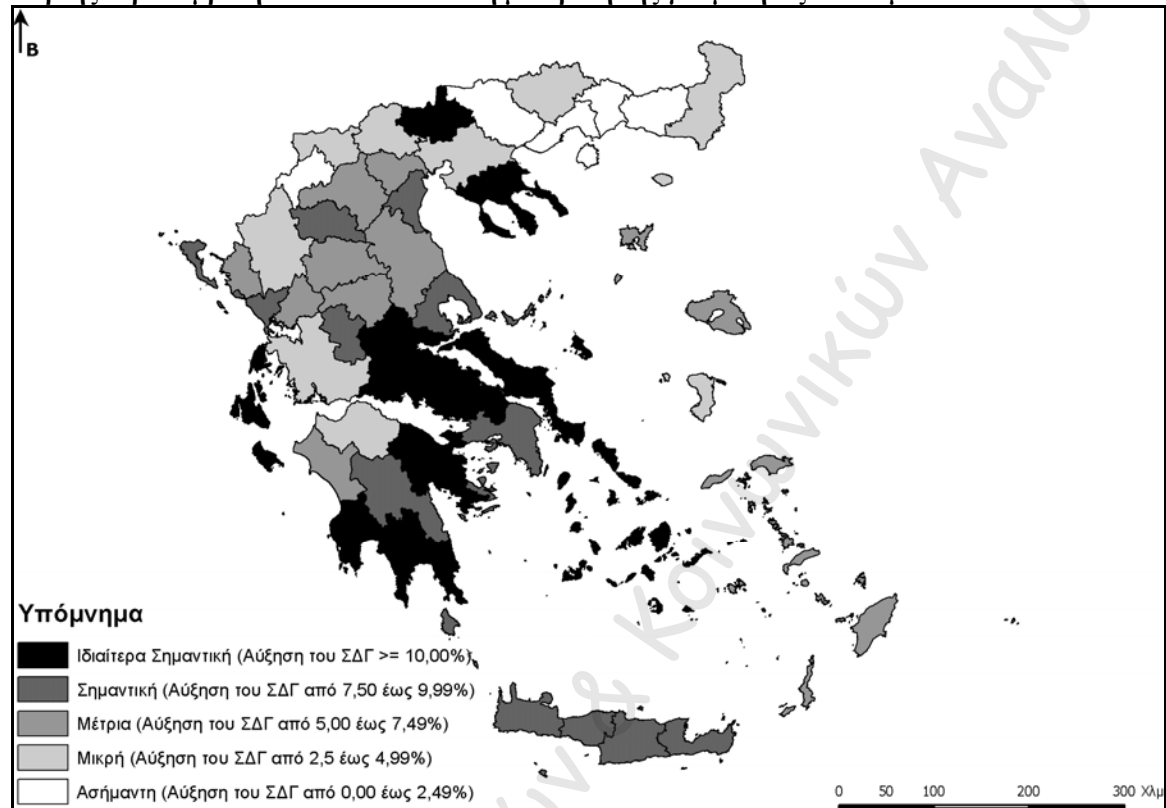 Β
Υπόμνημα
Ιδιαίτερα Σημαντική (Αύξηση του ΣΔΓ >= 10,00%)
Σημαντική (Αύξηση του ΣΔΓ από 7,50 έως 9,99%)
Μέτρια (Αύξηση του ΣΔΓ από 5,00 έως 7,49%)
Μικρή (Αύξηση του ΣΔΓ από 2,5 έως 4,99%)
Ασήμαντη (Αύξηση του ΣΔΓ από 0,00 έως 2,49%)
0 50 100 200 300 Χλμ
& Κοινωνικών